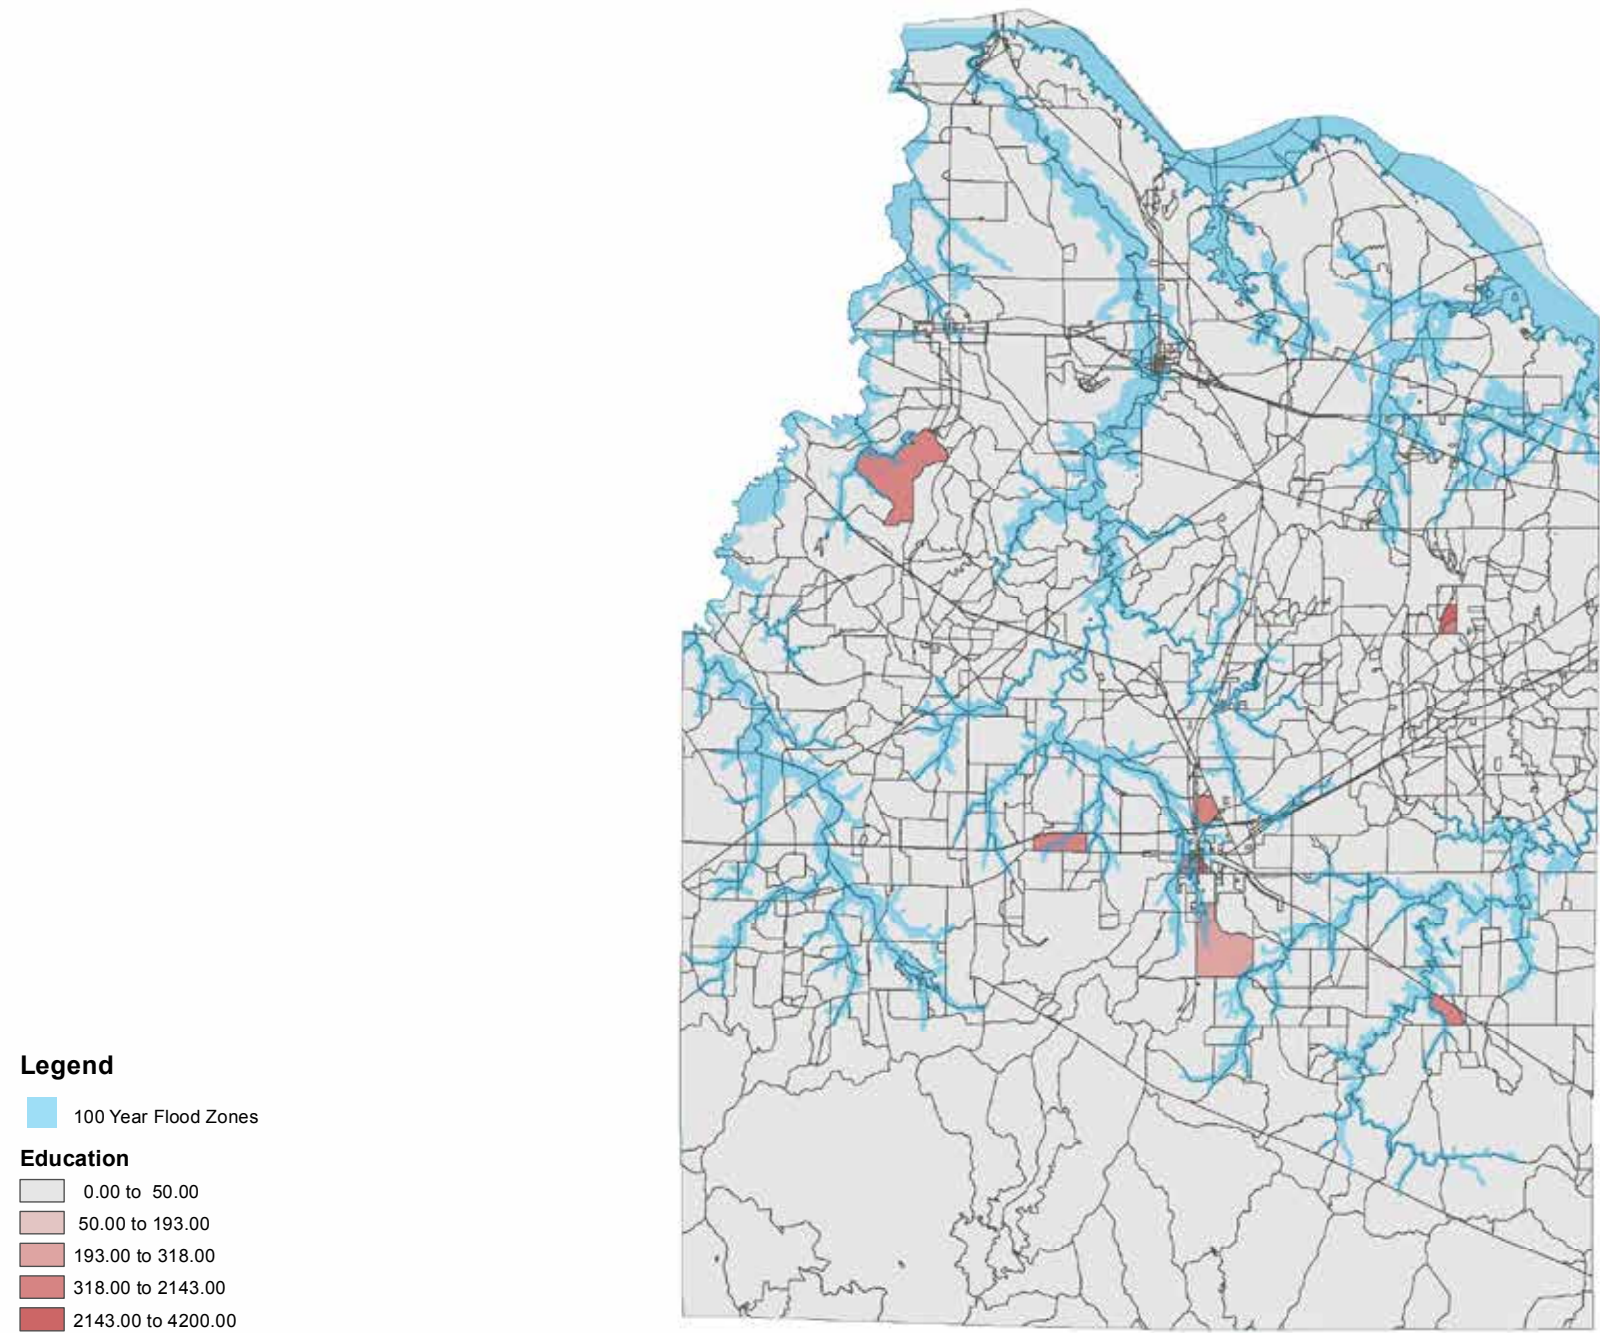 Legend
100 Year Flood Zones
Education
0.00 to 50.00
50.00 to 193.00
193.00 to 318.00
318.00 to 2143.00
2143.00 to 4200.00